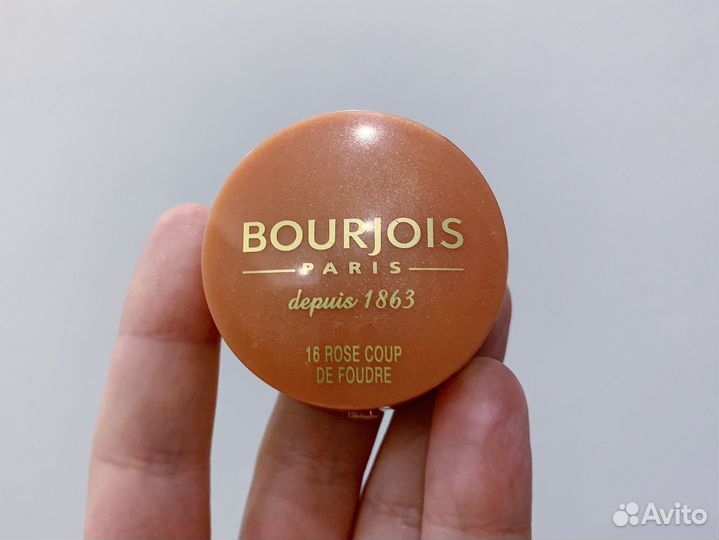 BOURJOIS
PARIS
depuis 1863
16 ROSE COUP
DE FOUDRE
Avito